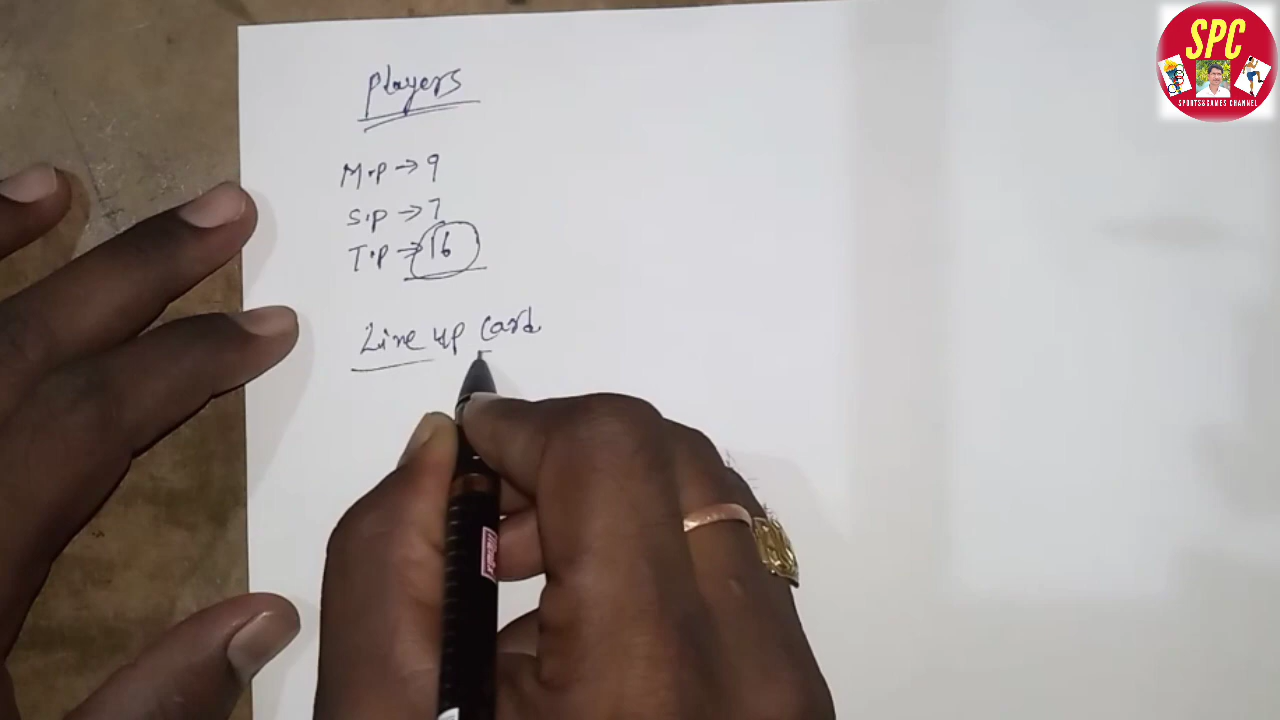 Players
M.P → 9
S.P → 7
T.P → 16
Line up card
SPC
SPORTS&GAMES CHANNEL